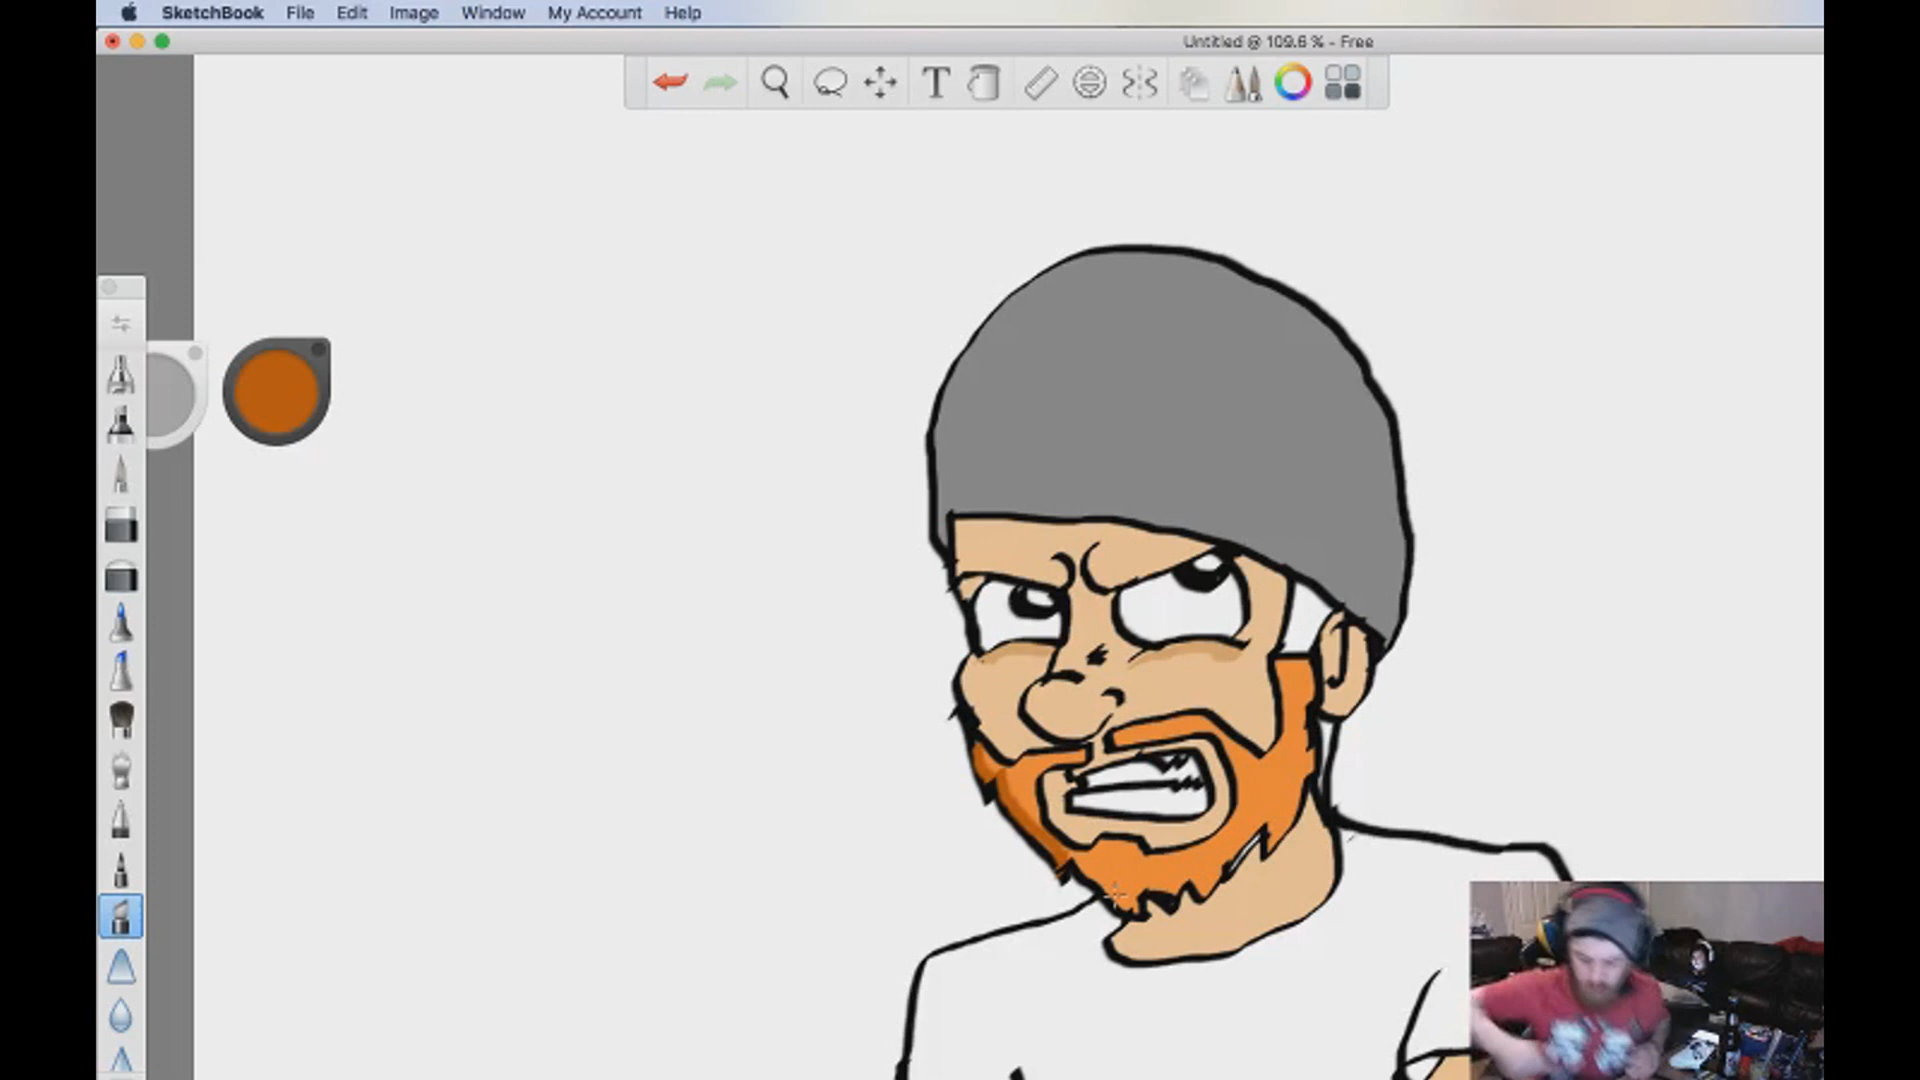 SketchBook File Edit Image Window My Account Help
Untitled @ 109.6 % - Free
T